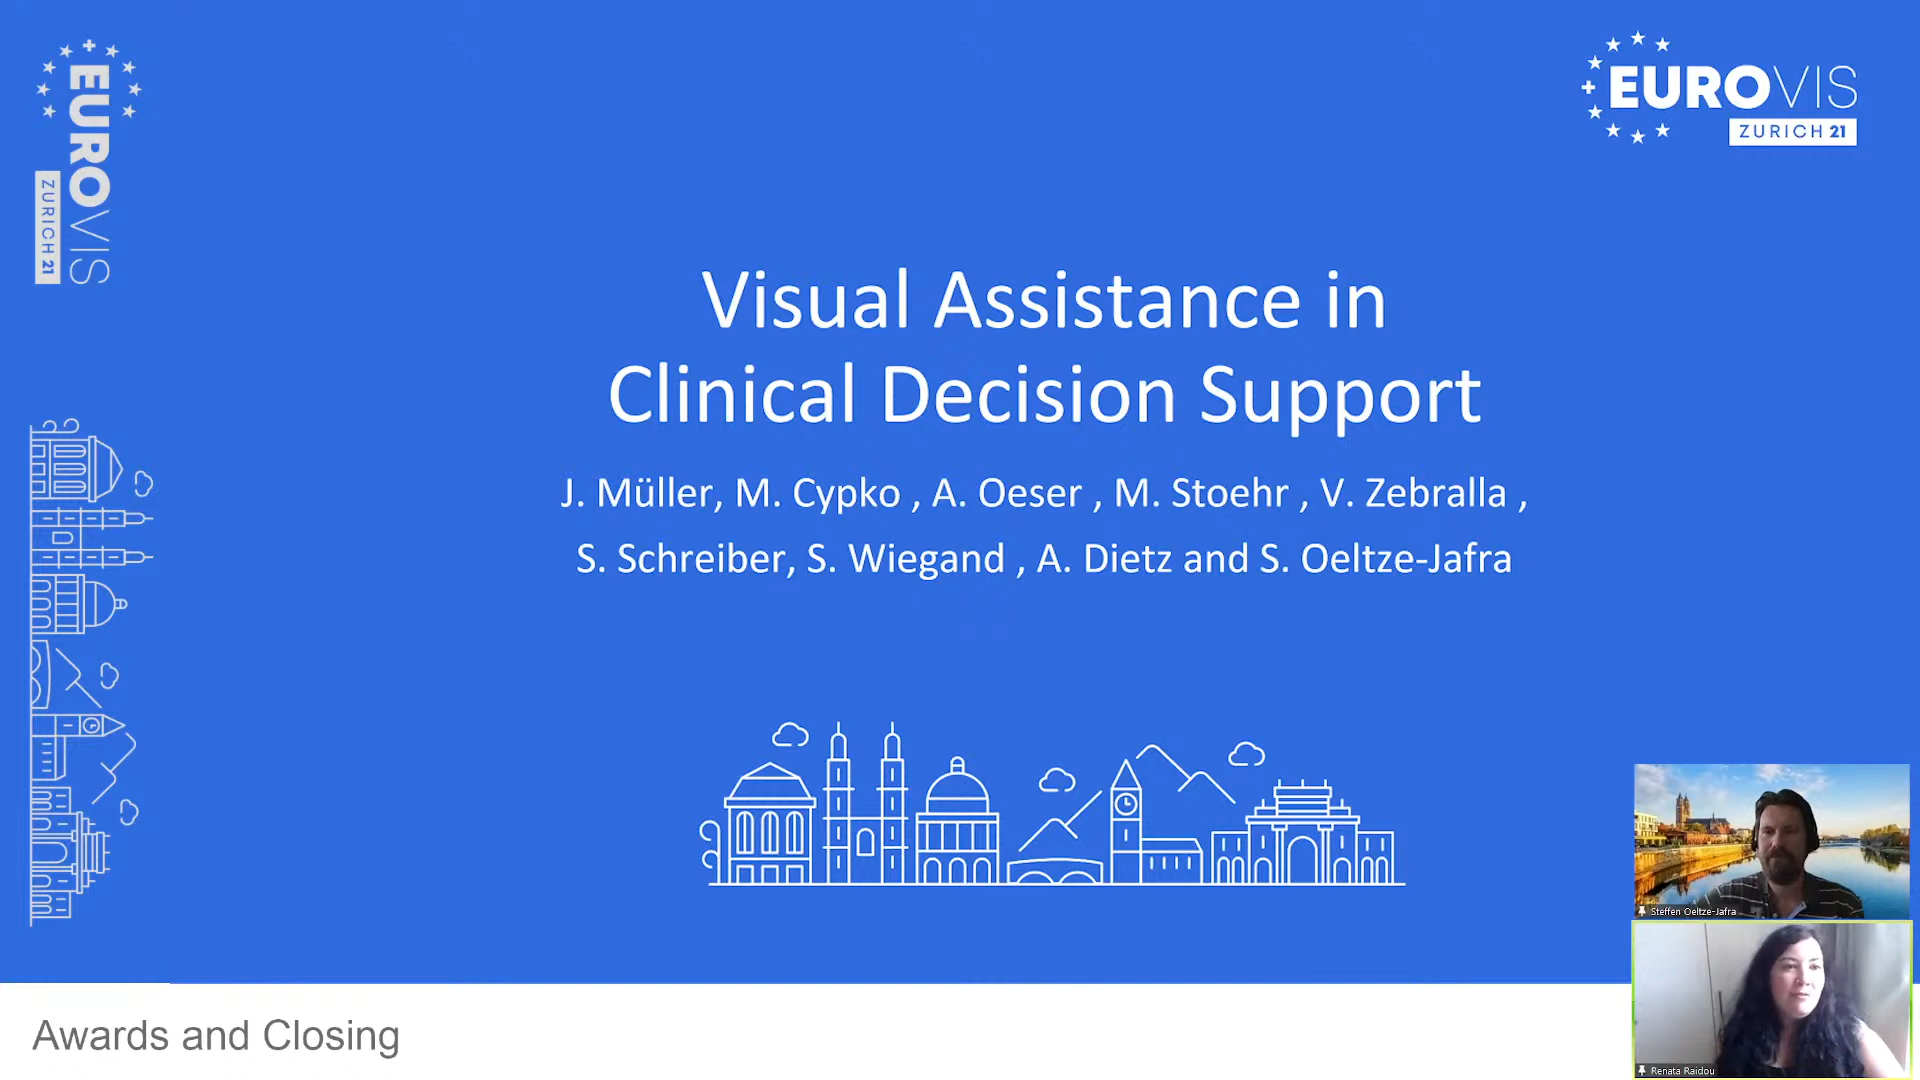 EUROVIS
ZURICH 21
EUROVIS
ZURICH 21
Visual Assistance in
Clinical Decision Support
J. Müller, M. Cypko , A. Oeser , M. Stoehr , V. Zebralla ,
S. Schreiber, S. Wiegand , A. Dietz and S. Oeltze-Jafra
Steffen Oeltze-Jafra
Renata Raidou
Awards and Closing